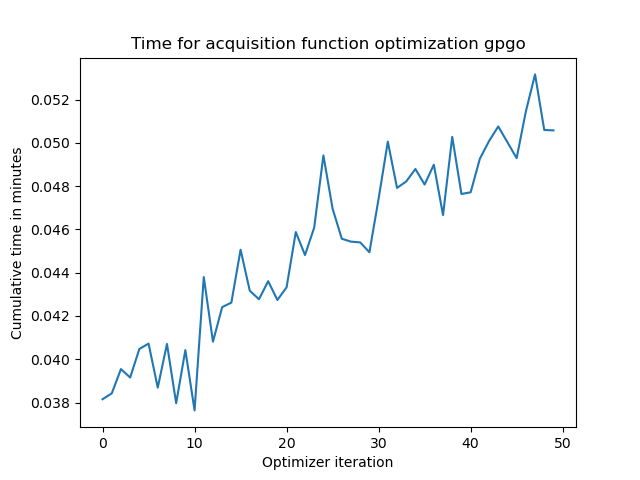 Time for acquisition function optimization gpgo
0.052
0.050
0.048
0.046
0.044
0.042
0.040
0.038
Cumulative time in minutes
0 10 20 30 40 50
Optimizer iteration